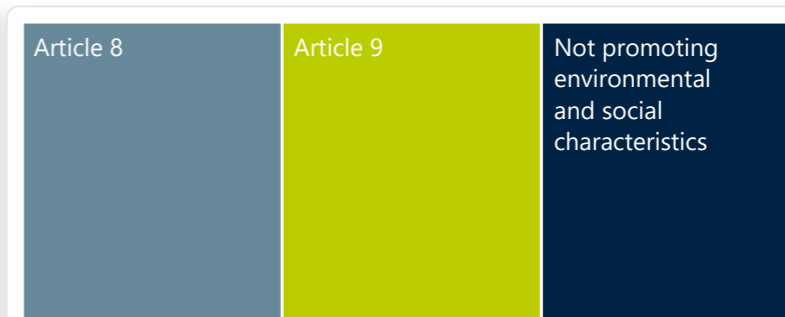 Article 8
Article 9
Not promoting
environmental
and social
characteristics